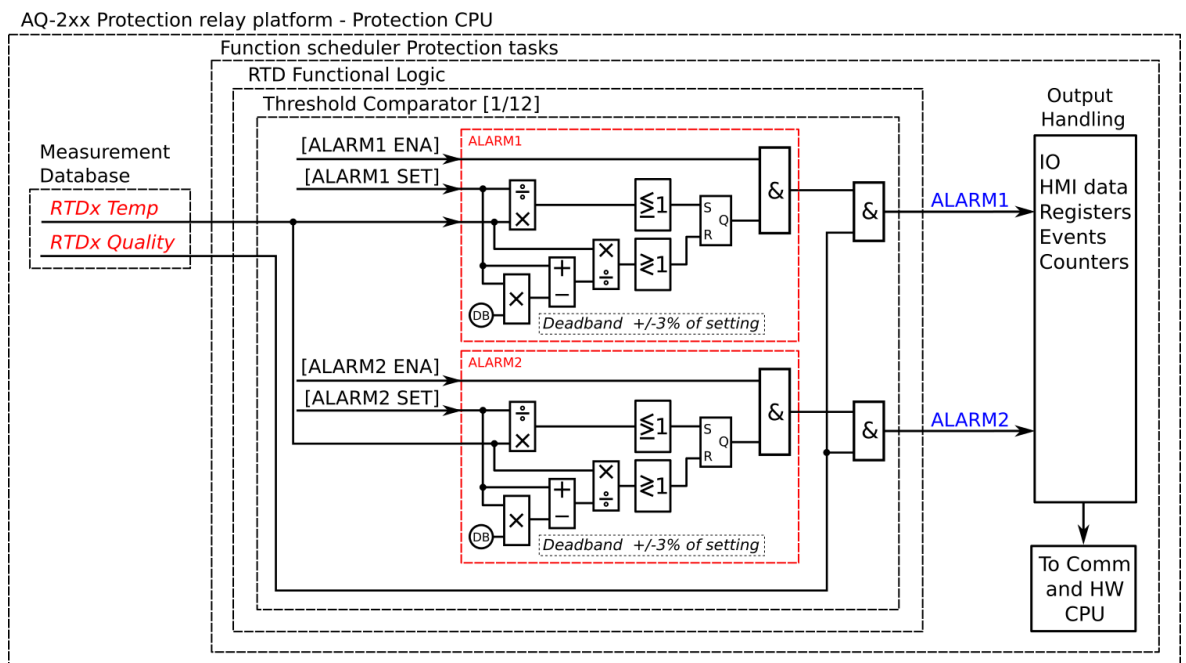 AQ-2xx Protection relay platform - Protection CPU
Function scheduler Protection tasks
RTD Functional Logic
Threshold Comparator [1/12]
Measurement
Database
RTDx Temp
RTDx Quality
[ALARM1 ENA]
[ALARM1 SET]
ALARM1
÷
×
≦1
S
R
Q
×
÷
≷1
+
−
×
DB
Deadband +/-3% of setting
&
&
ALARM1
[ALARM2 ENA]
[ALARM2 SET]
ALARM2
÷
×
≦1
S
R
Q
×
÷
≷1
+
−
×
DB
Deadband +/-3% of setting
&
&
ALARM2
Output
Handling
IO
HMI data
Registers
Events
Counters
To Comm
and HW
CPU